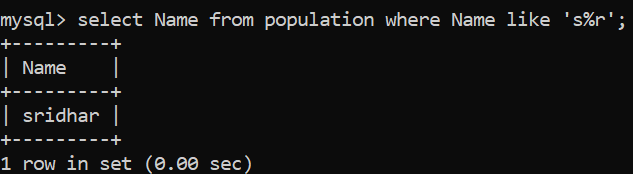 mysql> select Name from population where Name like 's%r';
+---------+
| Name    |
+---------+
| sridhar |
+---------+
1 row in set (0.00 sec)